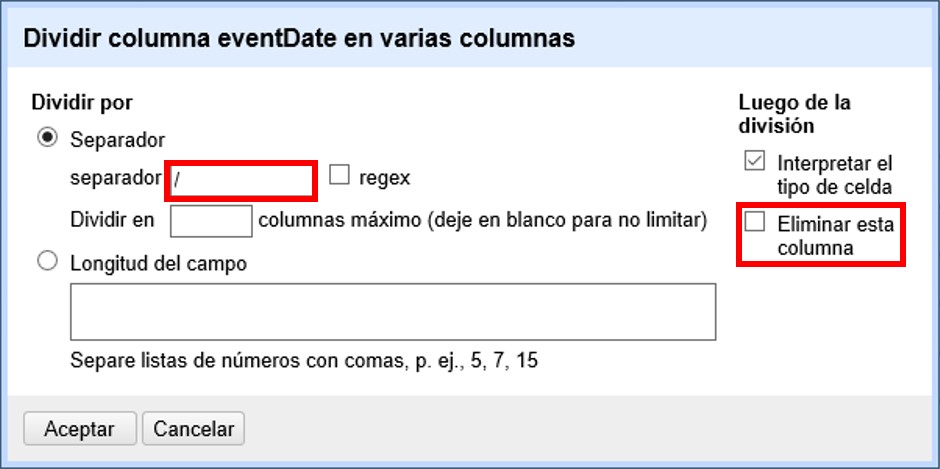 Dividir columna eventDate en varias columnas
Dividir por
Separador
separador / regex
Dividir en columnas máximo (deje en blanco para no limitar)
Longitud del campo
Separe listas de números con comas, p. ej., 5, 7, 15
Luego de la
división
Interpretar el
tipo de celda
Eliminar esta
columna
Aceptar Cancelar